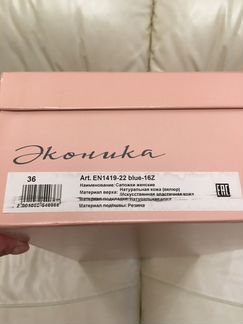 Эконика
36
Art. EN1419-22 blue-16Z
Наименование: Сапожки женские
Материал верха: Натуральная кожа (велюр)
Искусственная эластичная кожа
Материал подкладки: Натуральная
Материал подошвы: Резина
EAC